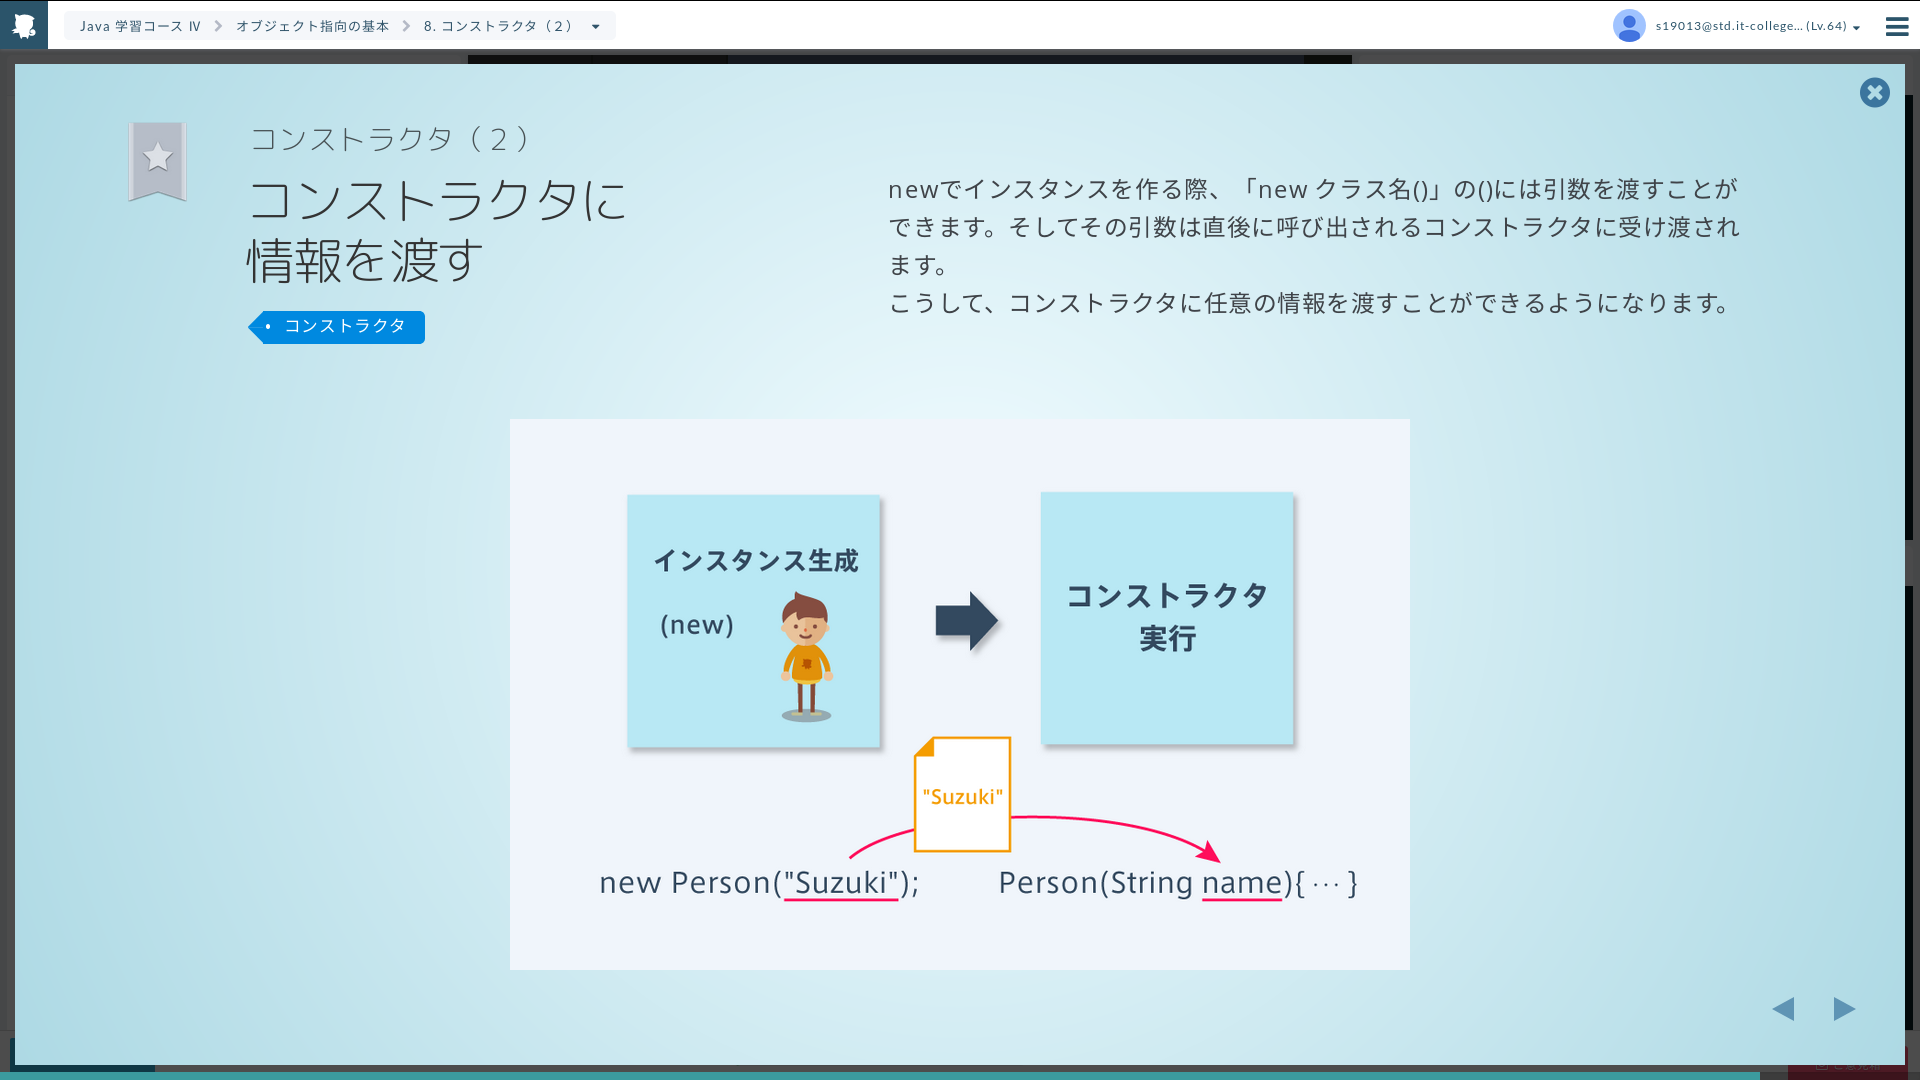 Java 学習コース Ⅳ
オブジェクト指向の基本
8. コンストラクタ（２）
s19013@std.it-college... (Lv.64)
コンストラクタ（２）
コンストラクタに
情報を渡す
コンストラクタ
newでインスタンスを作る際、「new クラス名()」の()には引数を渡すことが
できます。そしてその引数は直後に呼び出されるコンストラクタに受け渡され
ます。
こうして、コンストラクタに任意の情報を渡すことができるようになります。
インスタンス生成
(new)
コンストラクタ
実行
"Suzuki"
new Person("Suzuki");
Person(String name){ ··· }